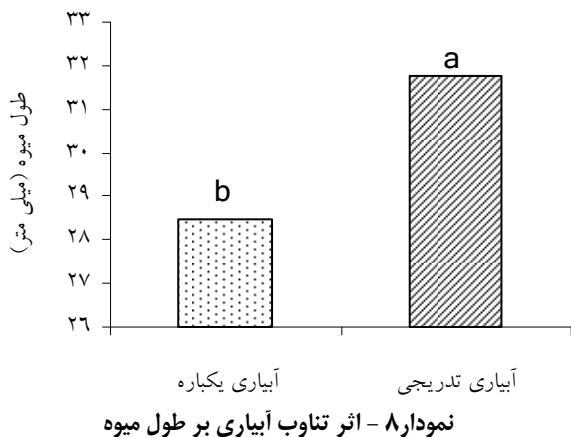 ۳۳
۳۲
۳۱
۳۰
۲۹
۲۸
۲۷
۲۶
طول میوه (میلی متر)
b
a
آبیاری یکباره
آبیاری تدریجی
نمودار۸ – اثر تناوب آبیاری بر طول میوه